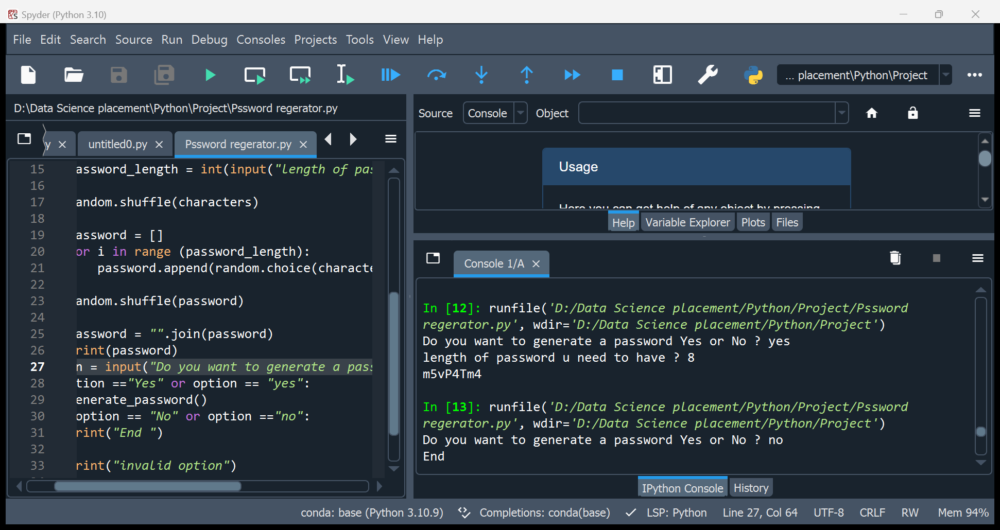 Spyder (Python 3.10)
File Edit Search Source Run Debug Consoles Projects Tools View Help
... placement\Python\Project
D:\Data Science placement\Python\Project\Pssword regerator.py
y
untitled0.py
Pssword regerator.py
15 assword_length = int(input("length of pas
16
17 andom.shuffle(characters)
18
19 assword = []
20 or i in range (password_length):
21 password.append(random.choice(characte
22
23 andom.shuffle(password)
24
25 assword = "".join(password)
26 rint(password)
27 n = input("Do you want to generate a pass
28 tion =="Yes" or option == "yes":
29 enerate_password()
30 option == "No" or option =="no":
31 rint("End ")
32
33 rint("invalid option")
Source Console Object
Usage
Here you can get help of any object by pressing
Help Variable Explorer Plots Files
Console 1/A
In [12]: runfile('D:/Data Science placement/Python/Project/Pssword
regerator.py', wdir='D:/Data Science placement/Python/Project')
Do you want to generate a password Yes or No ? yes
length of password u need to have ? 8
m5vP4Tm4
In [13]: runfile('D:/Data Science placement/Python/Project/Pssword
regerator.py', wdir='D:/Data Science placement/Python/Project')
Do you want to generate a password Yes or No ? no
End
IPython Console History
conda: base (Python 3.10.9) Completions: conda(base) LSP: Python Line 27, Col 64 UTF-8 CRLF RW Mem 94%